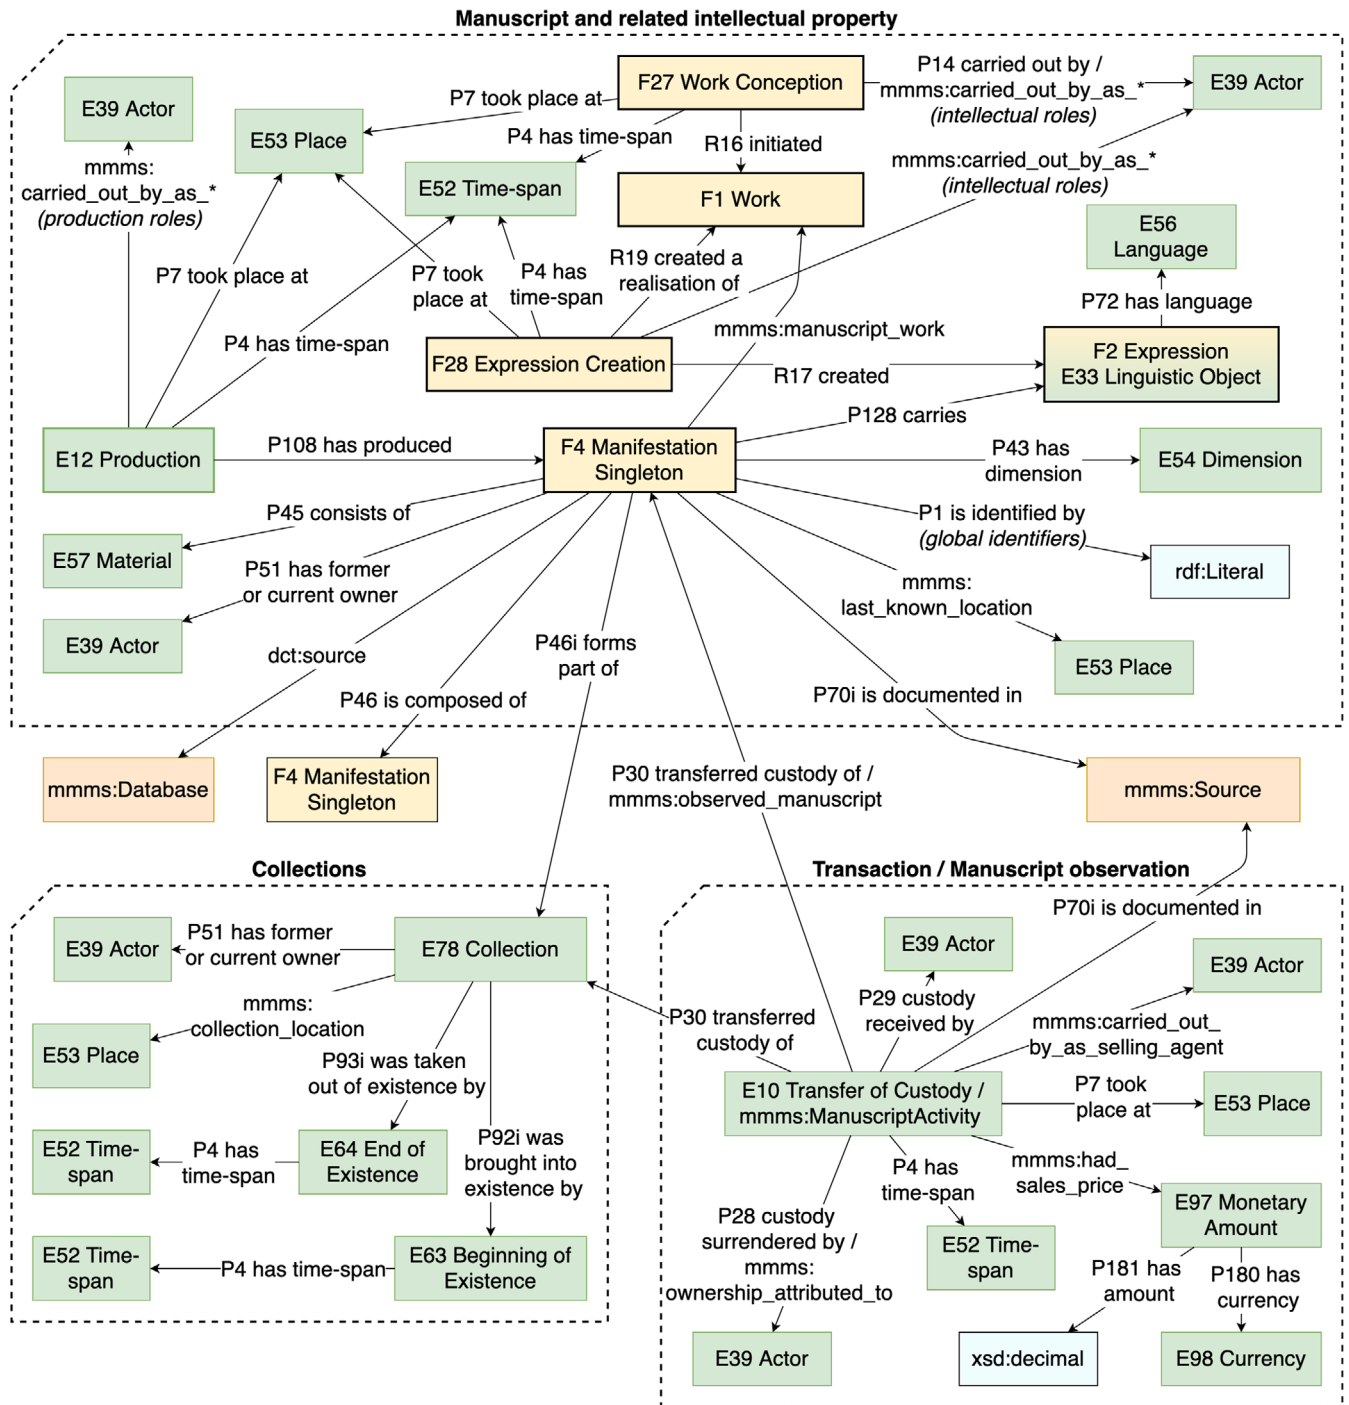 Manuscript and related intellectual property
E39 Actor
E53 Place
P7 took place at
F27 Work Conception
P14 carried out by /
mmms:carried_out_by_as_*
(intellectual roles)
E39 Actor
P4 has time-span
R16 initiated
mmms:
carried_out_by_as_*
(production roles)
E52 Time-span
F1 Work
mmms:carried_out_by_as_*
(intellectual roles)
E56
Language
P7 took place at
P7 took
place at
P4 has
time-span
R19 created a
realisation of
P72 has language
P4 has time-span
mmms:manuscript_work
F28 Expression Creation
R17 created
F2 Expression
E33 Linguistic Object
P128 carries
E12 Production
P108 has produced
F4 Manifestation
Singleton
P43 has
dimension
E54 Dimension
P45 consists of
P1 is identified by
(global identifiers)
E57 Material
rdf:Literal
P51 has former
or current owner
mmms:
last_known_location
E39 Actor
dct:source
P46i forms
part of
E53 Place
P46 is composed of
P70i is documented in
mmms:Database
F4 Manifestation
Singleton
P30 transferred custody of /
mmms:observed_manuscript
mmms:Source
Collections
Transaction / Manuscript observation
P70i is documented in
E39 Actor
P51 has former
or current owner
E78 Collection
E39 Actor
E39 Actor
mmms:
collection_location
P30 transferred
custody of
P29 custody
received by
mmms:carried_out_
by_as_selling_agent
E53 Place
P93i was taken
out of existence by
E10 Transfer of Custody /
mmms:ManuscriptActivity
P7 took
place at
E53 Place
E52 Time-
span
P4 has
time-span
E64 End of
Existence
P92i was
brought into
existence by
P4 has
time-span
mmms:had_
sales_price
P28 custody
surrendered by /
mmms:
ownership_attributed_to
E97 Monetary
Amount
E52 Time-
span
P4 has time-span
E63 Beginning of
Existence
E52 Time-
span
P181 has
amount
P180 has
currency
E39 Actor
xsd:decimal
E98 Currency